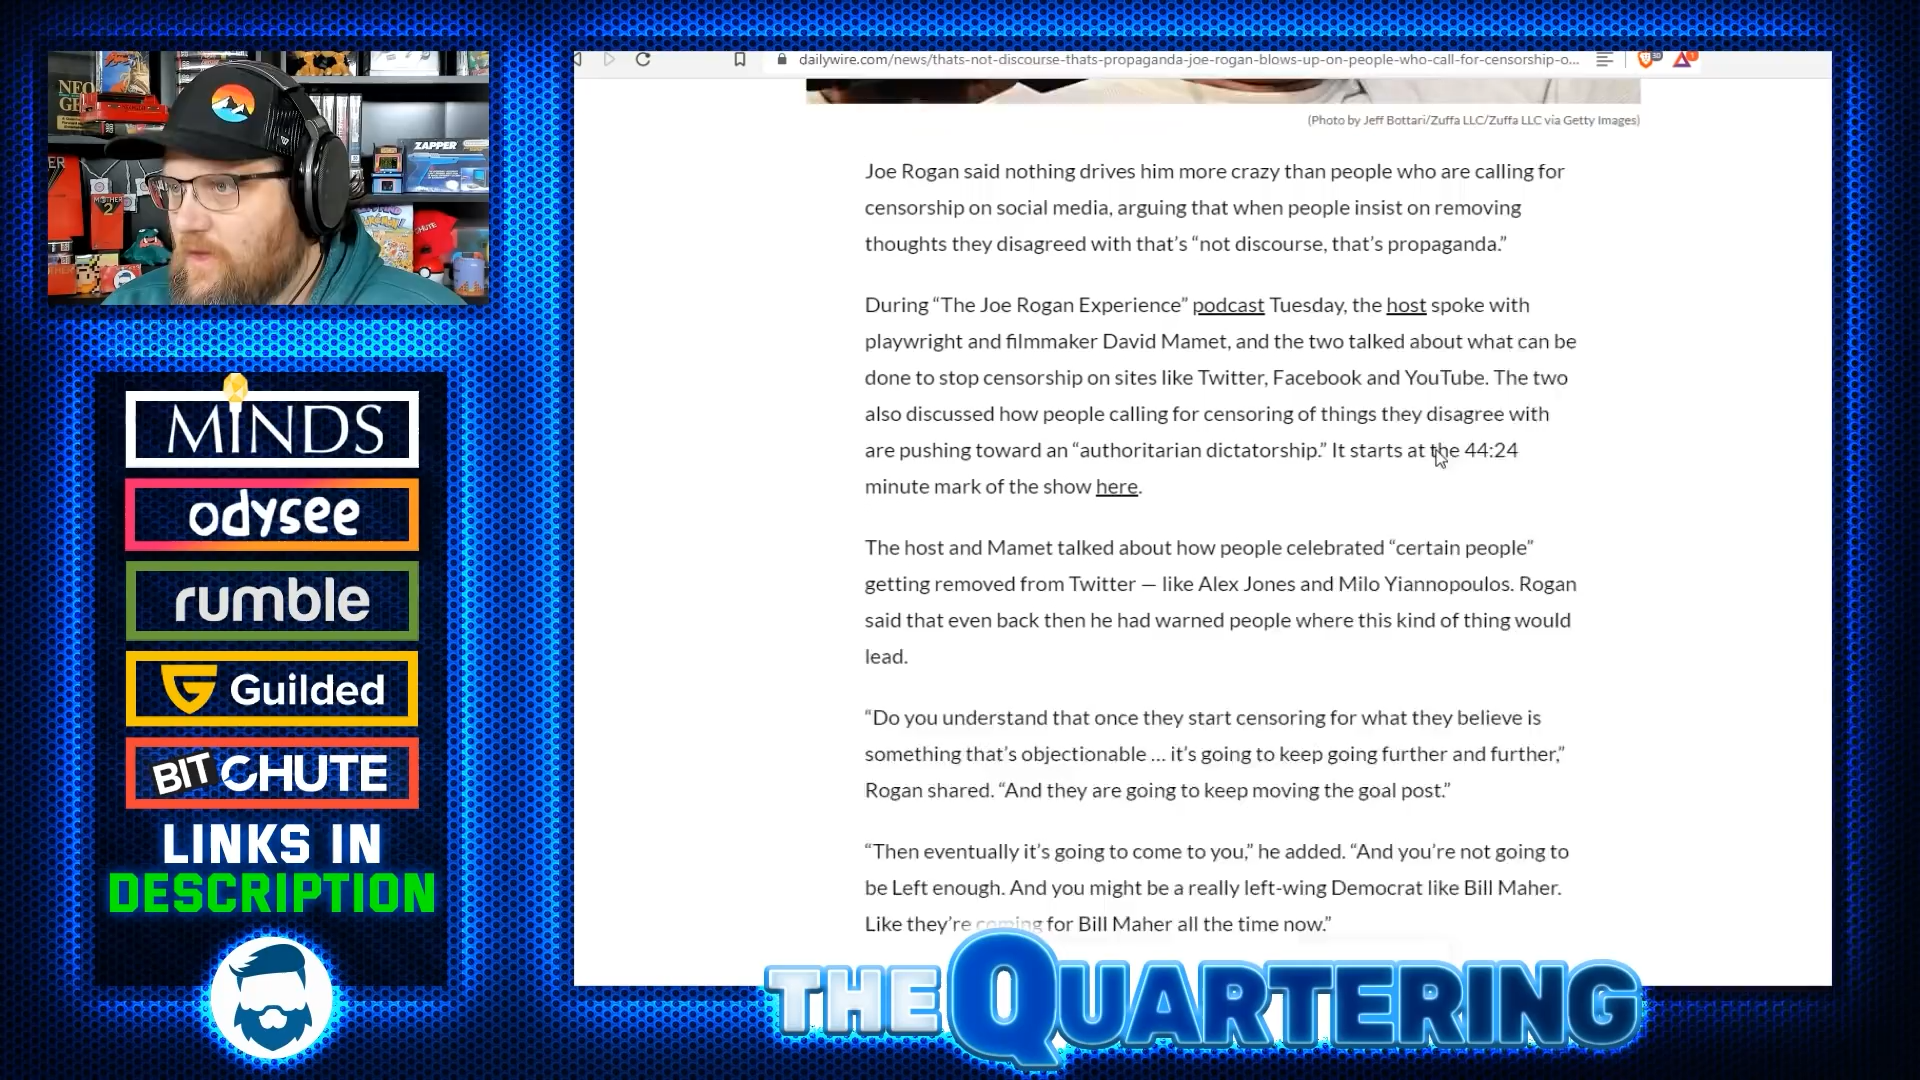 NEO
GE
ZAPPER
MOTHER
2
MINDS
odysee
rumble
Guilded
BITCHUTE
LINKS IN
DESCRIPTION
dailywire.com/news/thats-not-discourse-thats-propaganda-joe-rogan-blows-up-on-people-who-call-for-censorship-o...
(Photo by Jeff Bottari/Zuffa LLC/Zuffa LLC via Getty Images)
Joe Rogan said nothing drives him more crazy than people who are calling for
censorship on social media, arguing that when people insist on removing
thoughts they disagreed with that’s “not discourse, that’s propaganda.”
During “The Joe Rogan Experience” podcast Tuesday, the host spoke with
playwright and filmmaker David Mamet, and the two talked about what can be
done to stop censorship on sites like Twitter, Facebook and YouTube. The two
also discussed how people calling for censoring of things they disagree with
are pushing toward an “authoritarian dictatorship.” It starts at the 44:24
minute mark of the show here.
The host and Mamet talked about how people celebrated “certain people”
getting removed from Twitter — like Alex Jones and Milo Yiannopoulos. Rogan
said that even back then he had warned people where this kind of thing would
lead.
“Do you understand that once they start censoring for what they believe is
something that’s objectionable … it’s going to keep going further and further,”
Rogan shared. “And they are going to keep moving the goal post.”
“Then eventually it’s going to come to you,” he added. “And you’re not going to
be Left enough. And you might be a really left-wing Democrat like Bill Maher.
Like they’re coming for Bill Maher all the time now.”
THE QUARTERING